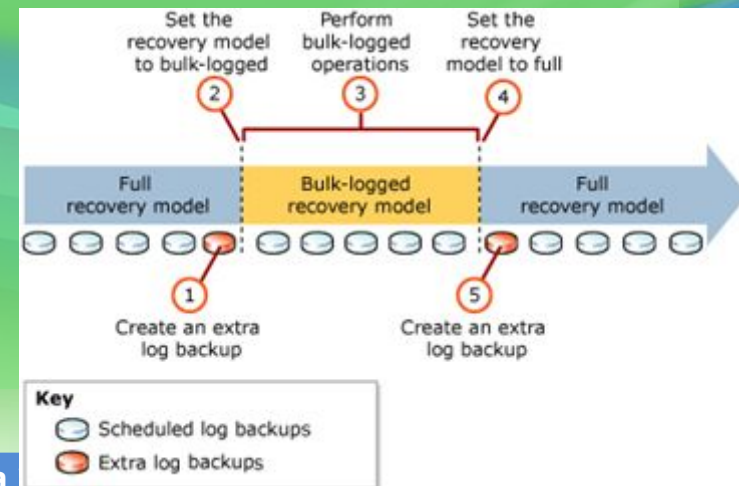 Set the
recovery model
to bulk-logged
Perform
bulk-logged
operations
Set the
recovery
model to full
2
3
4
Full
recovery model
Bulk-logged
recovery model
Full
recovery model
1
5
Create an extra
log backup
Create an extra
log backup
Key
Scheduled log backups
Extra log backups